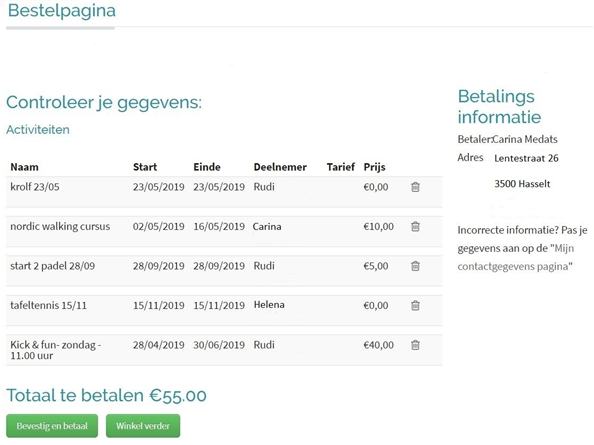 Bestelpagina
Controleer je gegevens:
Activiteiten
Naam Start Einde Deelnemer Tarief Prijs
krolf 23/05 23/05/2019 23/05/2019 Rudi €0,00
nordic walking cursus 02/05/2019 16/05/2019 Carina €10,00
start 2 padel 28/09 28/09/2019 28/09/2019 Rudi €5,00
tafeltennis 15/11 15/11/2019 15/11/2019 Helena €0,00
Kick & fun- zondag - 28/04/2019 30/06/2019 Rudi €40,00
11.00 uur
Totaal te betalen €55.00
Bevestig en betaal Winkel verder
Betalings
informatie
Betaler:Carina Medats
Adres Lentestraat 26
3500 Hasselt
Incorrecte informatie? Pas je
gegevens aan op de "Mijn
contactgegevens pagina"